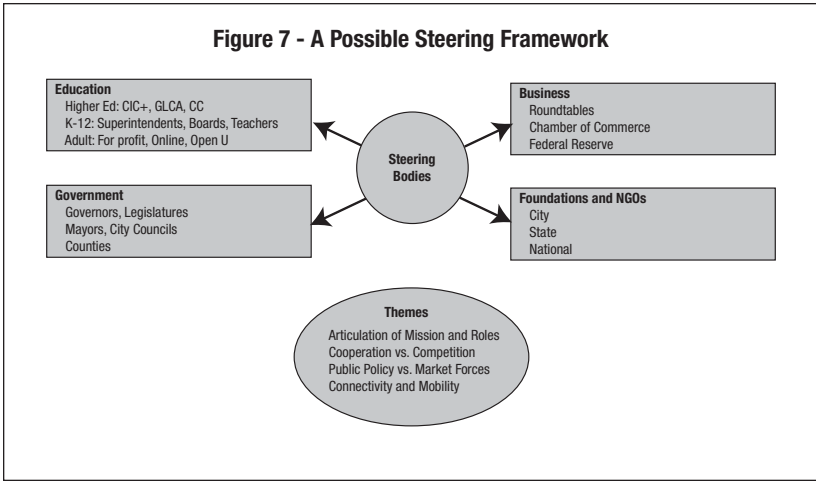 Figure 7 - A Possible Steering Framework
Education
Higher Ed: CIC+, GLCA, CC
K-12: Superintendents, Boards, Teachers
Adult: For profit, Online, Open U
Business
Roundtables
Chamber of Commerce
Federal Reserve
Steering
Bodies
Government
Governors, Legislatures
Mayors, City Councils
Counties
Foundations and NGOs
City
State
National
Themes
Articulation of Mission and Roles
Cooperation vs. Competition
Public Policy vs. Market Forces
Connectivity and Mobility